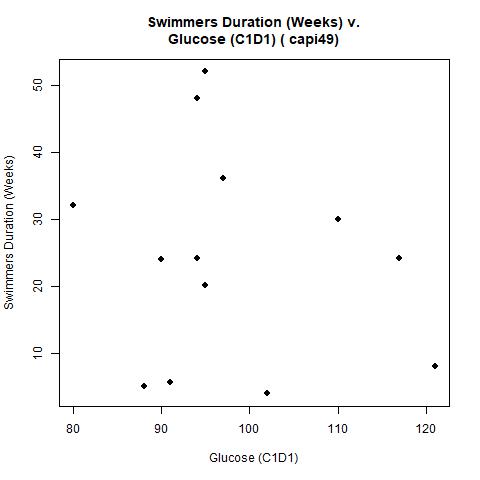 Swimmers Duration (Weeks) v.
Glucose (C1D1) ( capi49)
Swimmers Duration (Weeks)
50
40
30
20
10
80 90 100 110 120
Glucose (C1D1)